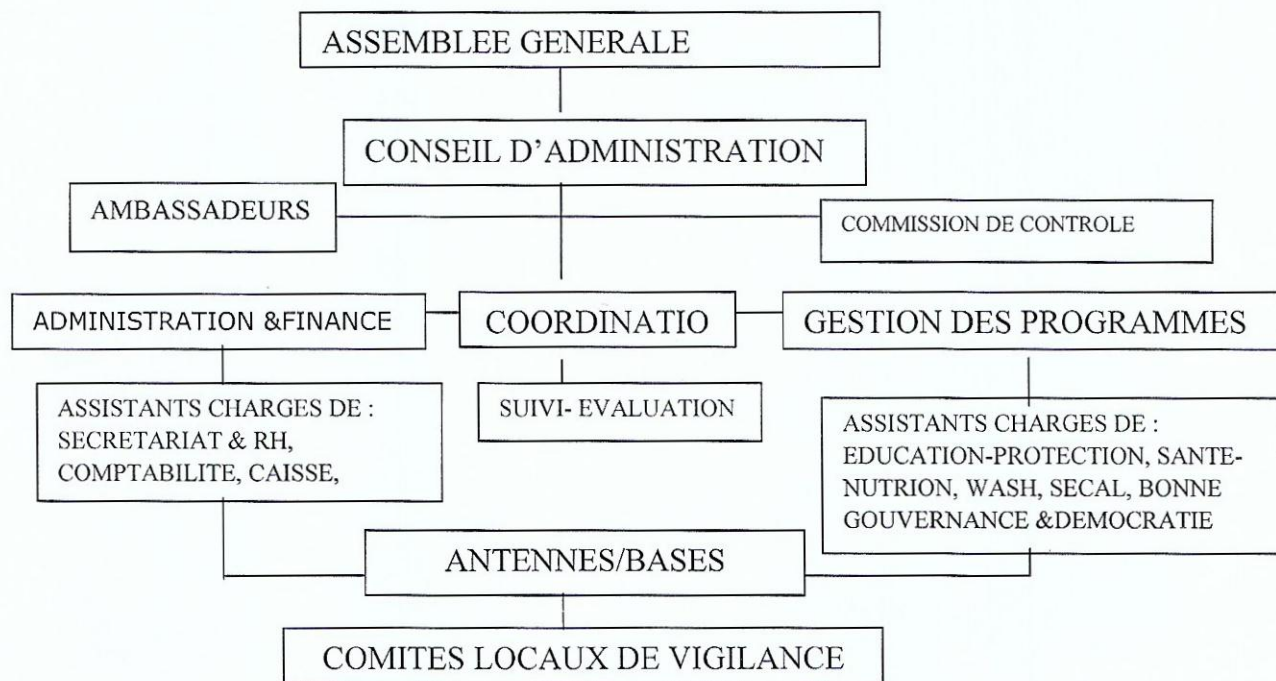 ASSEMBLEE GENERALE
CONSEIL D'ADMINISTRATION
AMBASSADEURS
COMMISSION DE CONTROLE
ADMINISTRATION &FINANCE
COORDINATIO
GESTION DES PROGRAMMES
ASSISTANTS CHARGES DE :
SECRETARIAT & RH,
COMPTABILITE, CAISSE,
SUIVI- EVALUATION
ASSISTANTS CHARGES DE :
EDUCATION-PROTECTION, SANTE-
NUTRION, WASH, SECAL, BONNE
GOUVERNANCE &DEMOCRATIE
ANTENNES/BASES
COMITES LOCAUX DE VIGILANCE